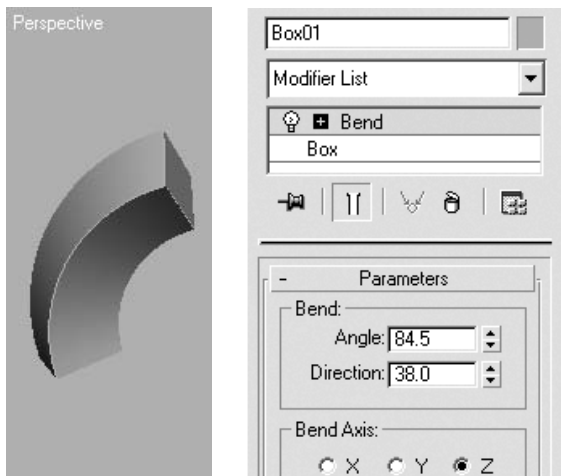 Perspective
Box01
Modifier List
Bend
Box
- Parameters
Bend:
Angle: 84.5
Direction: 38.0
Bend Axis:
X Y Z